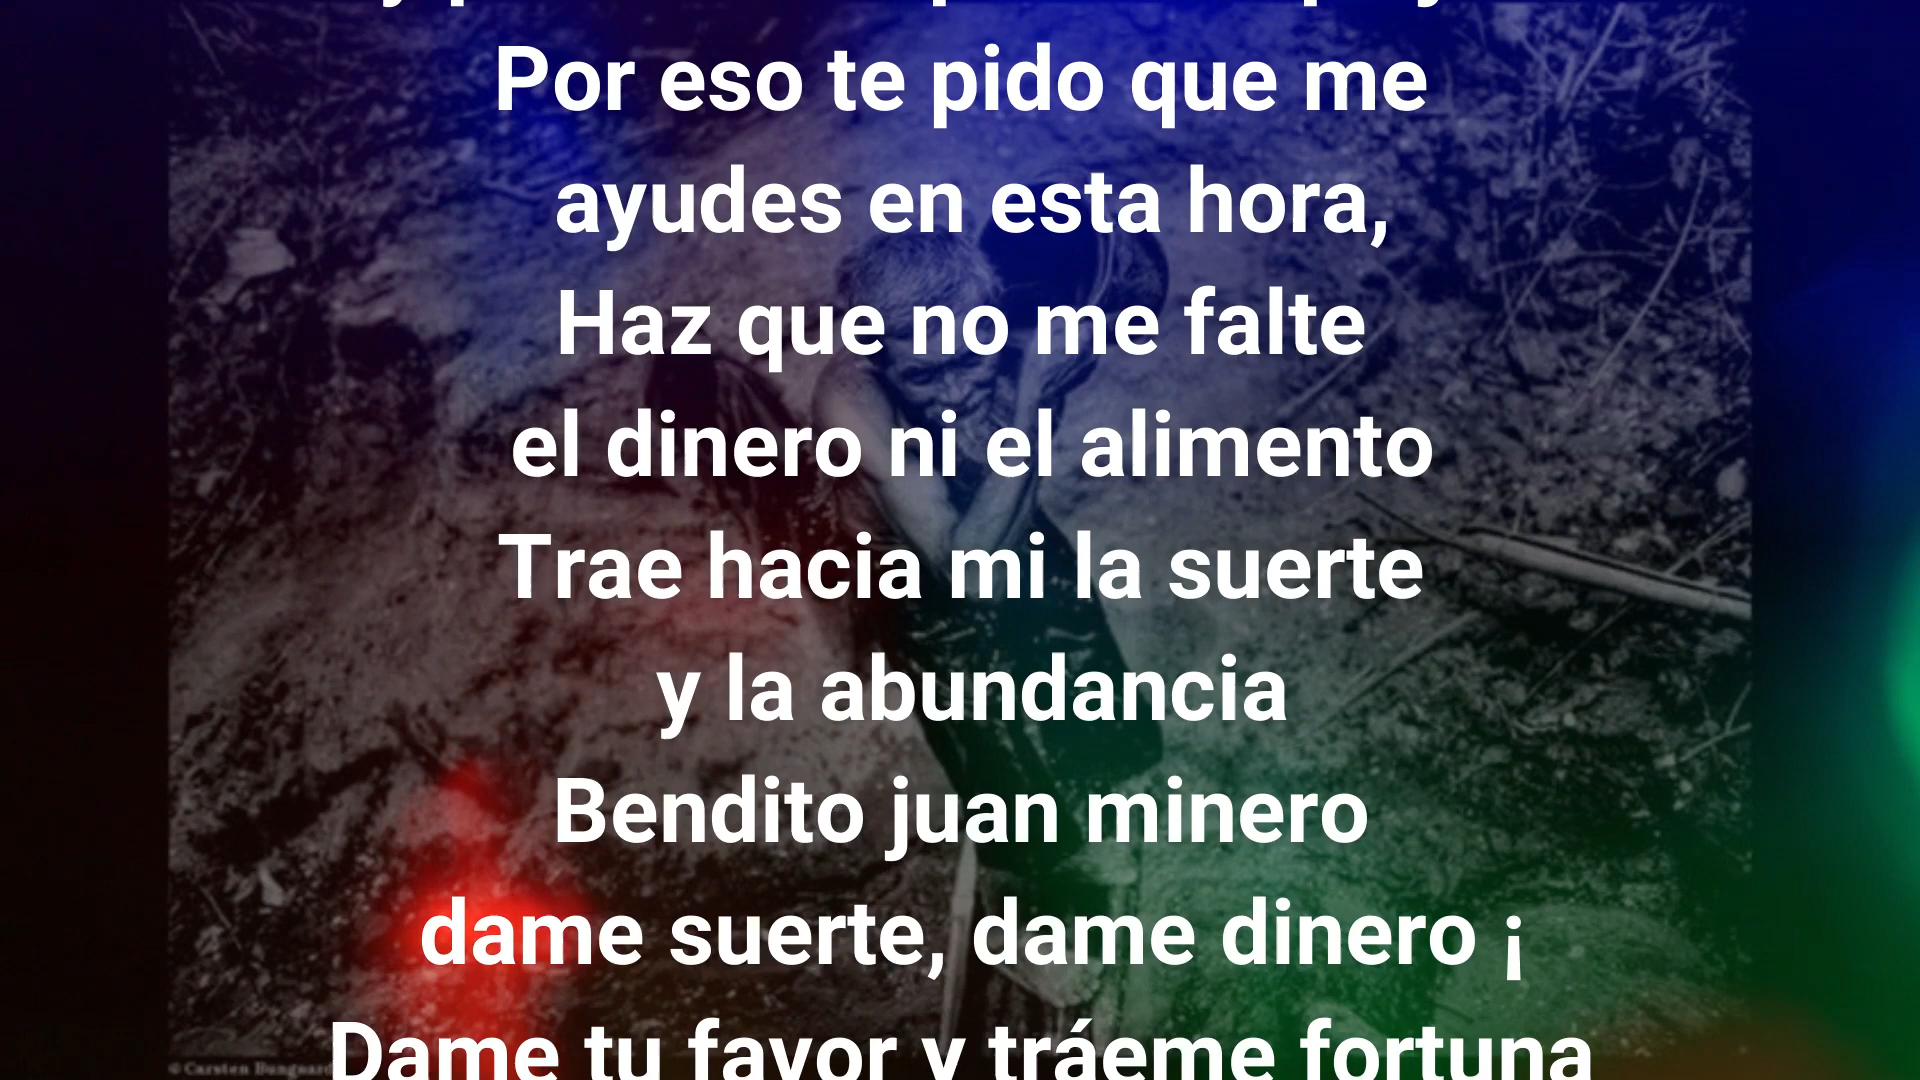 Por eso te pido que me
ayudes en esta hora,
Haz que no me falte
el dinero ni el alimento
Trae hacia mi la suerte
y la abundancia
Bendito juan minero
dame suerte, dame dinero ¡
Dame tu favor y tráeme fortuna
© Carsten